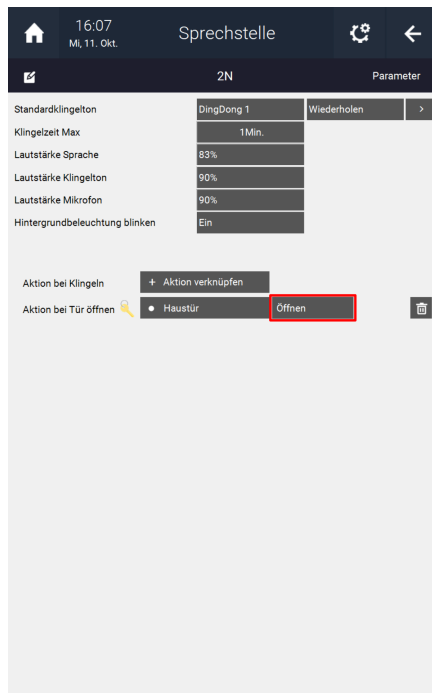 16:07
Mi, 11. Okt.
Sprechstelle
2N
Parameter
Standardklingelton DingDong 1 Wiederholen >
Klingelzeit Max 1Min.
Lautstärke Sprache 83%
Lautstärke Klingelton 90%
Lautstärke Mikrofon 90%
Hintergrundbeleuchtung blinken Ein
Aktion bei Klingeln + Aktion verknüpfen
Aktion bei Tür öffnen Haustür Öffnen